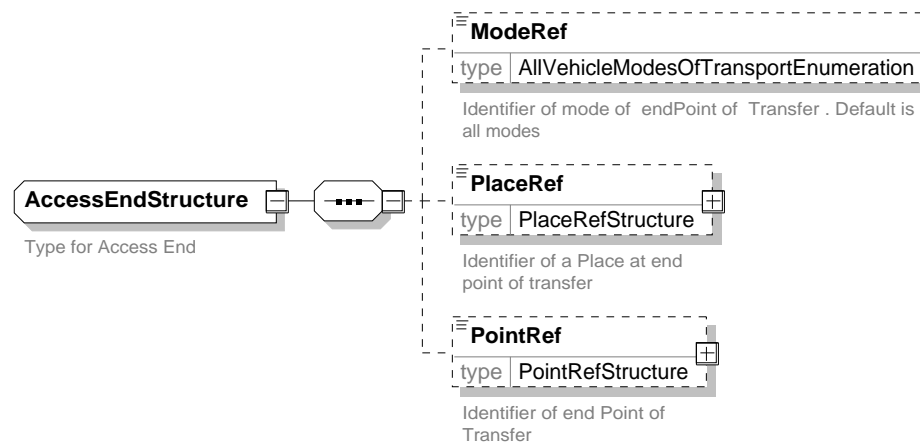 ModeRef
type AllVehicleModesOfTransportEnumeration
Identifier of mode of  endPoint of  Transfer . Default is
all modes
AccessEndStructure
Type for Access End
PlaceRef
type PlaceRefStructure
Identifier of a Place at end
point of transfer
PointRef
type PointRefStructure
Identifier of end Point of
Transfer